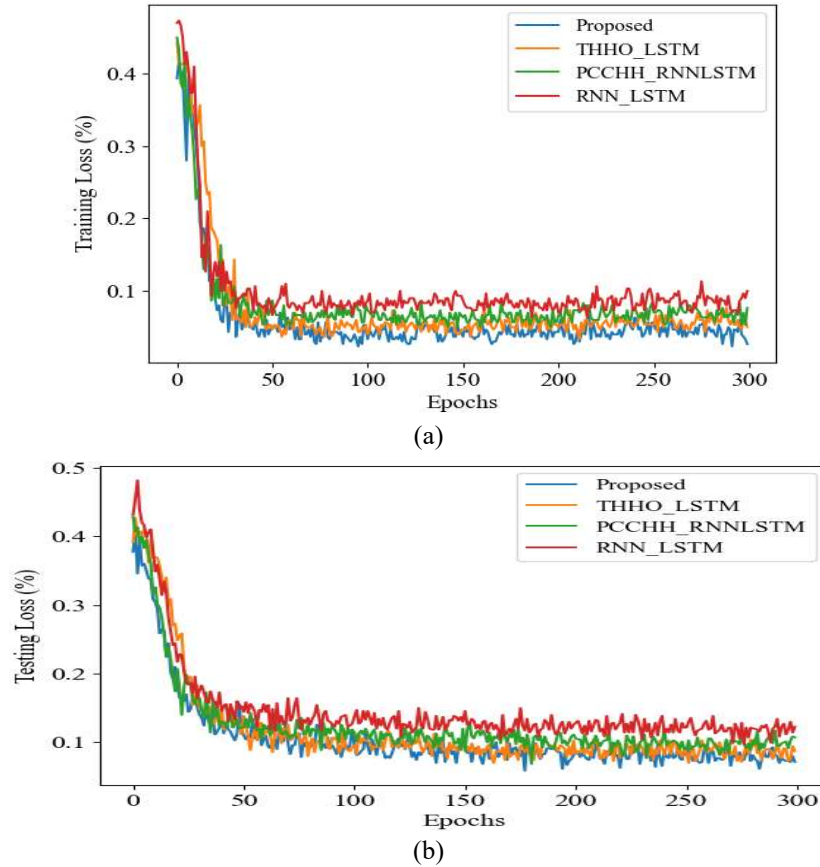 Proposed
THHO_LSTM
PCCHH_RNNLSTM
RNN_LSTM
Training Loss (%)
0.4
0.3
0.2
0.1
0 50 100 150 200 250 300
Epochs
(a)
Proposed
THHO_LSTM
PCCHH_RNNLSTM
RNN_LSTM
Testing Loss (%)
0.5
0.4
0.3
0.2
0.1
0 50 100 150 200 250 300
Epochs
(b)